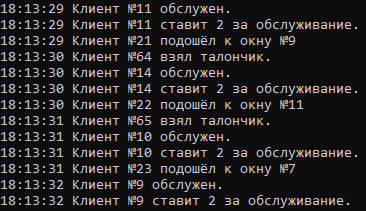 18:13:29 Клиент №11 обслужен.
18:13:29 Клиент №11 ставит 2 за обслуживание.
18:13:29 Клиент №21 подошёл к окну №9
18:13:30 Клиент №64 взял талончик.
18:13:30 Клиент №14 обслужен.
18:13:30 Клиент №14 ставит 2 за обслуживание.
18:13:30 Клиент №22 подошёл к окну №11
18:13:31 Клиент №65 взял талончик.
18:13:31 Клиент №10 обслужен.
18:13:31 Клиент №10 ставит 2 за обслуживание.
18:13:31 Клиент №23 подошёл к окну №7
18:13:32 Клиент №9 обслужен.
18:13:32 Клиент №9 ставит 2 за обслуживание.